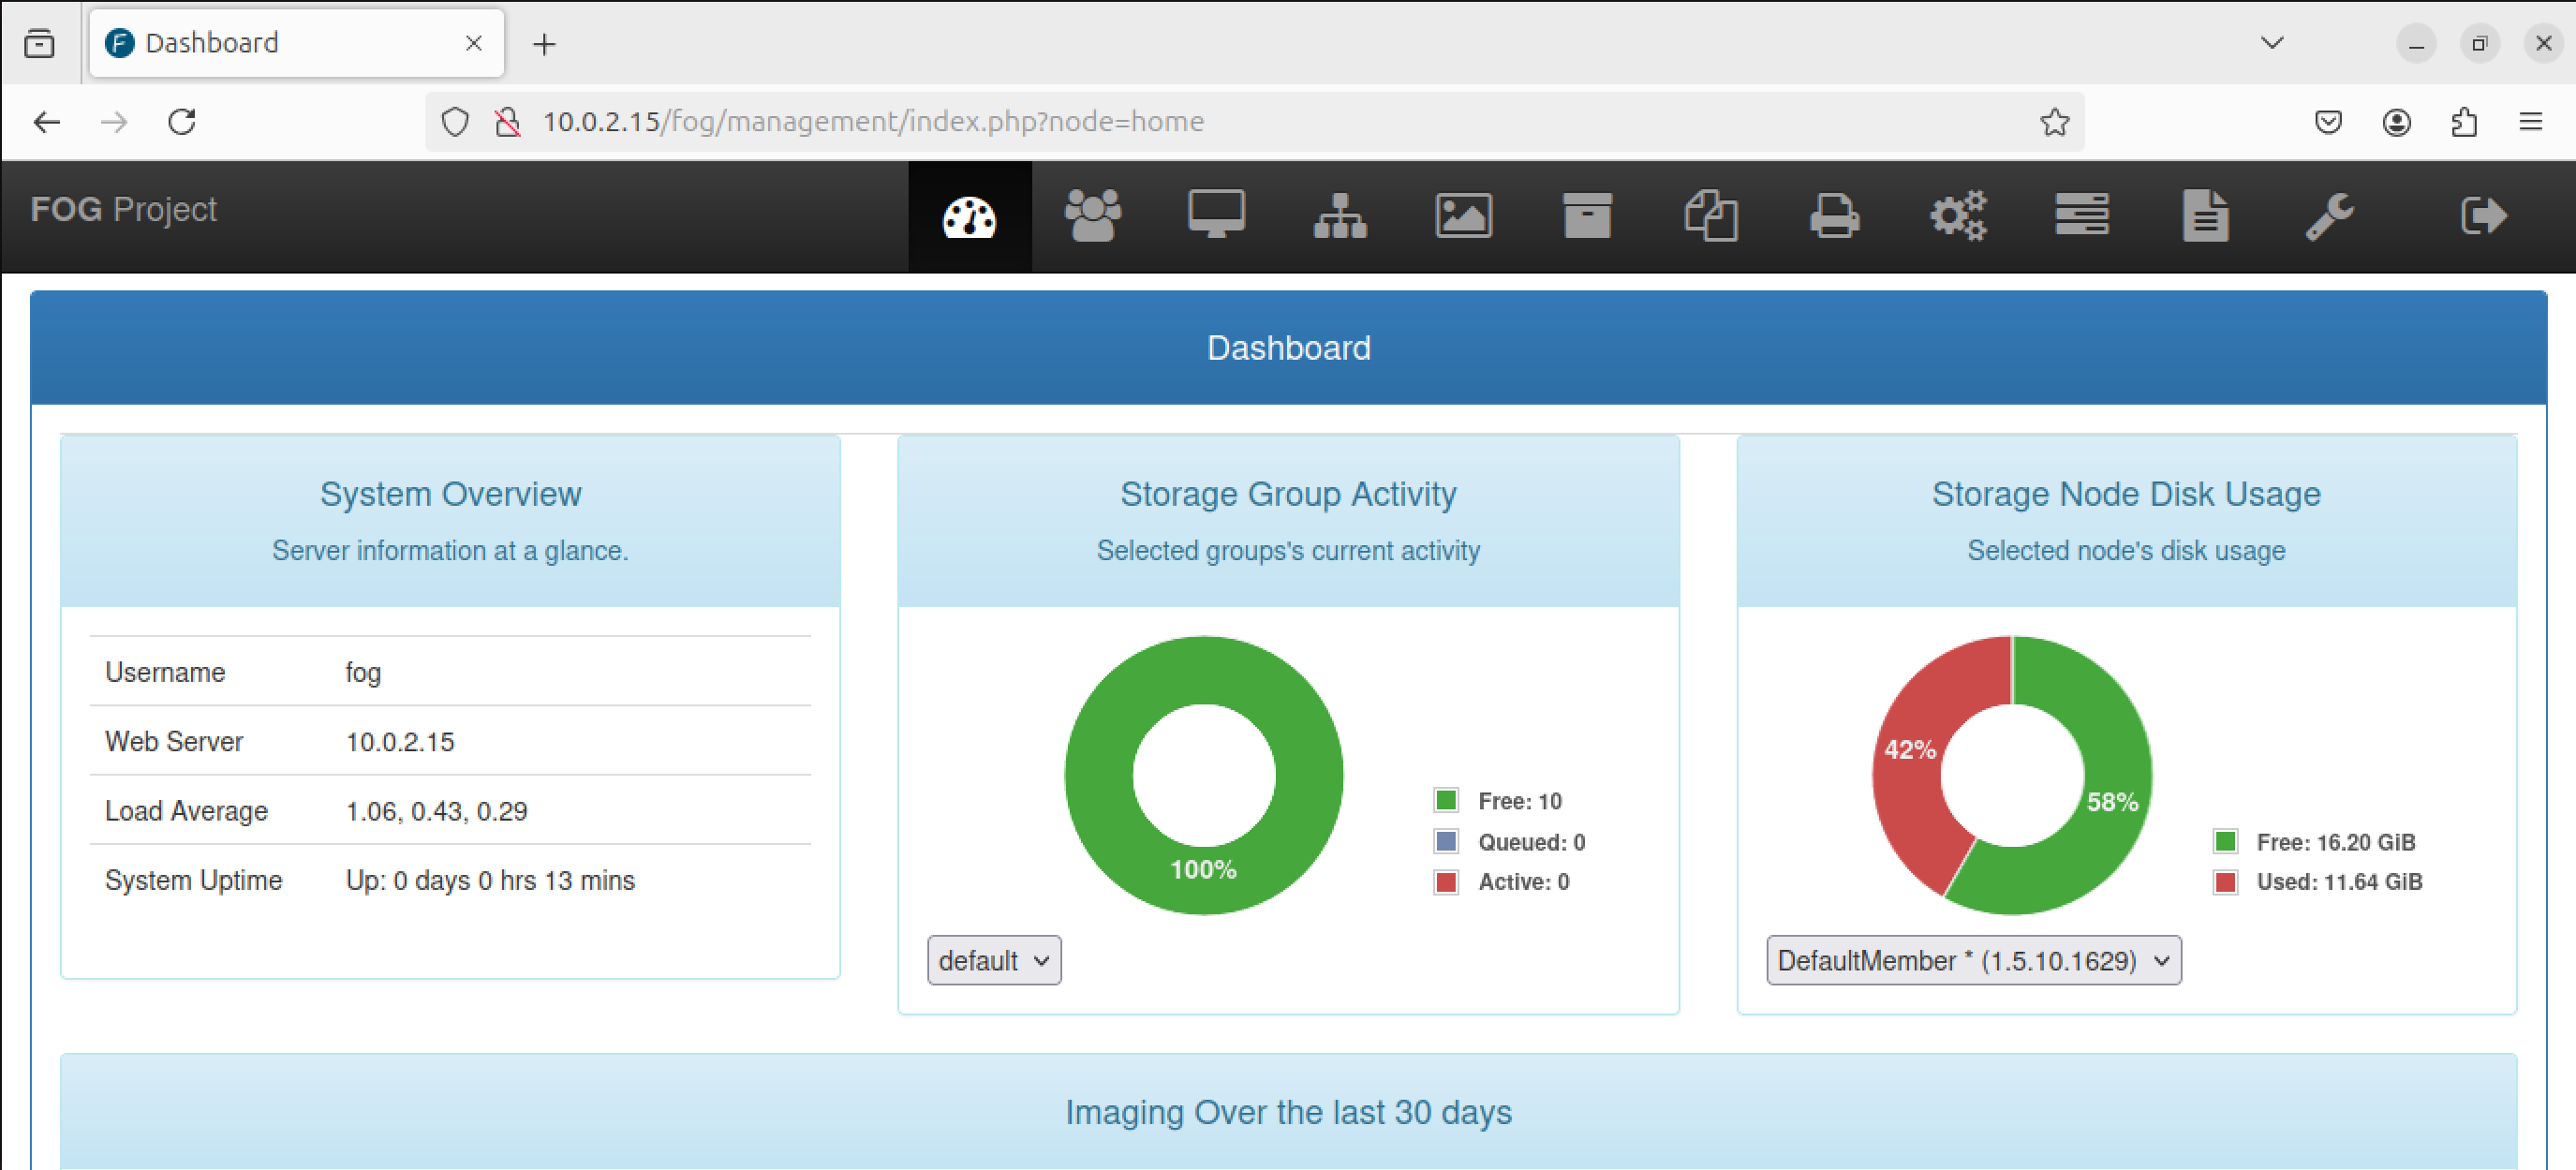 Dashboard
10.0.2.15/fog/management/index.php?node=home
FOG Project
Dashboard
System Overview
Server information at a glance.
Username fog
Web Server 10.0.2.15
Load Average 1.06, 0.43, 0.29
System Uptime Up: 0 days 0 hrs 13 mins
Storage Group Activity
Selected groups's current activity
100%
Free: 10
Queued: 0
Active: 0
default
Storage Node Disk Usage
Selected node's disk usage
42%
58%
Free: 16.20 GiB
Used: 11.64 GiB
DefaultMember * (1.5.10.1629)
Imaging Over the last 30 days